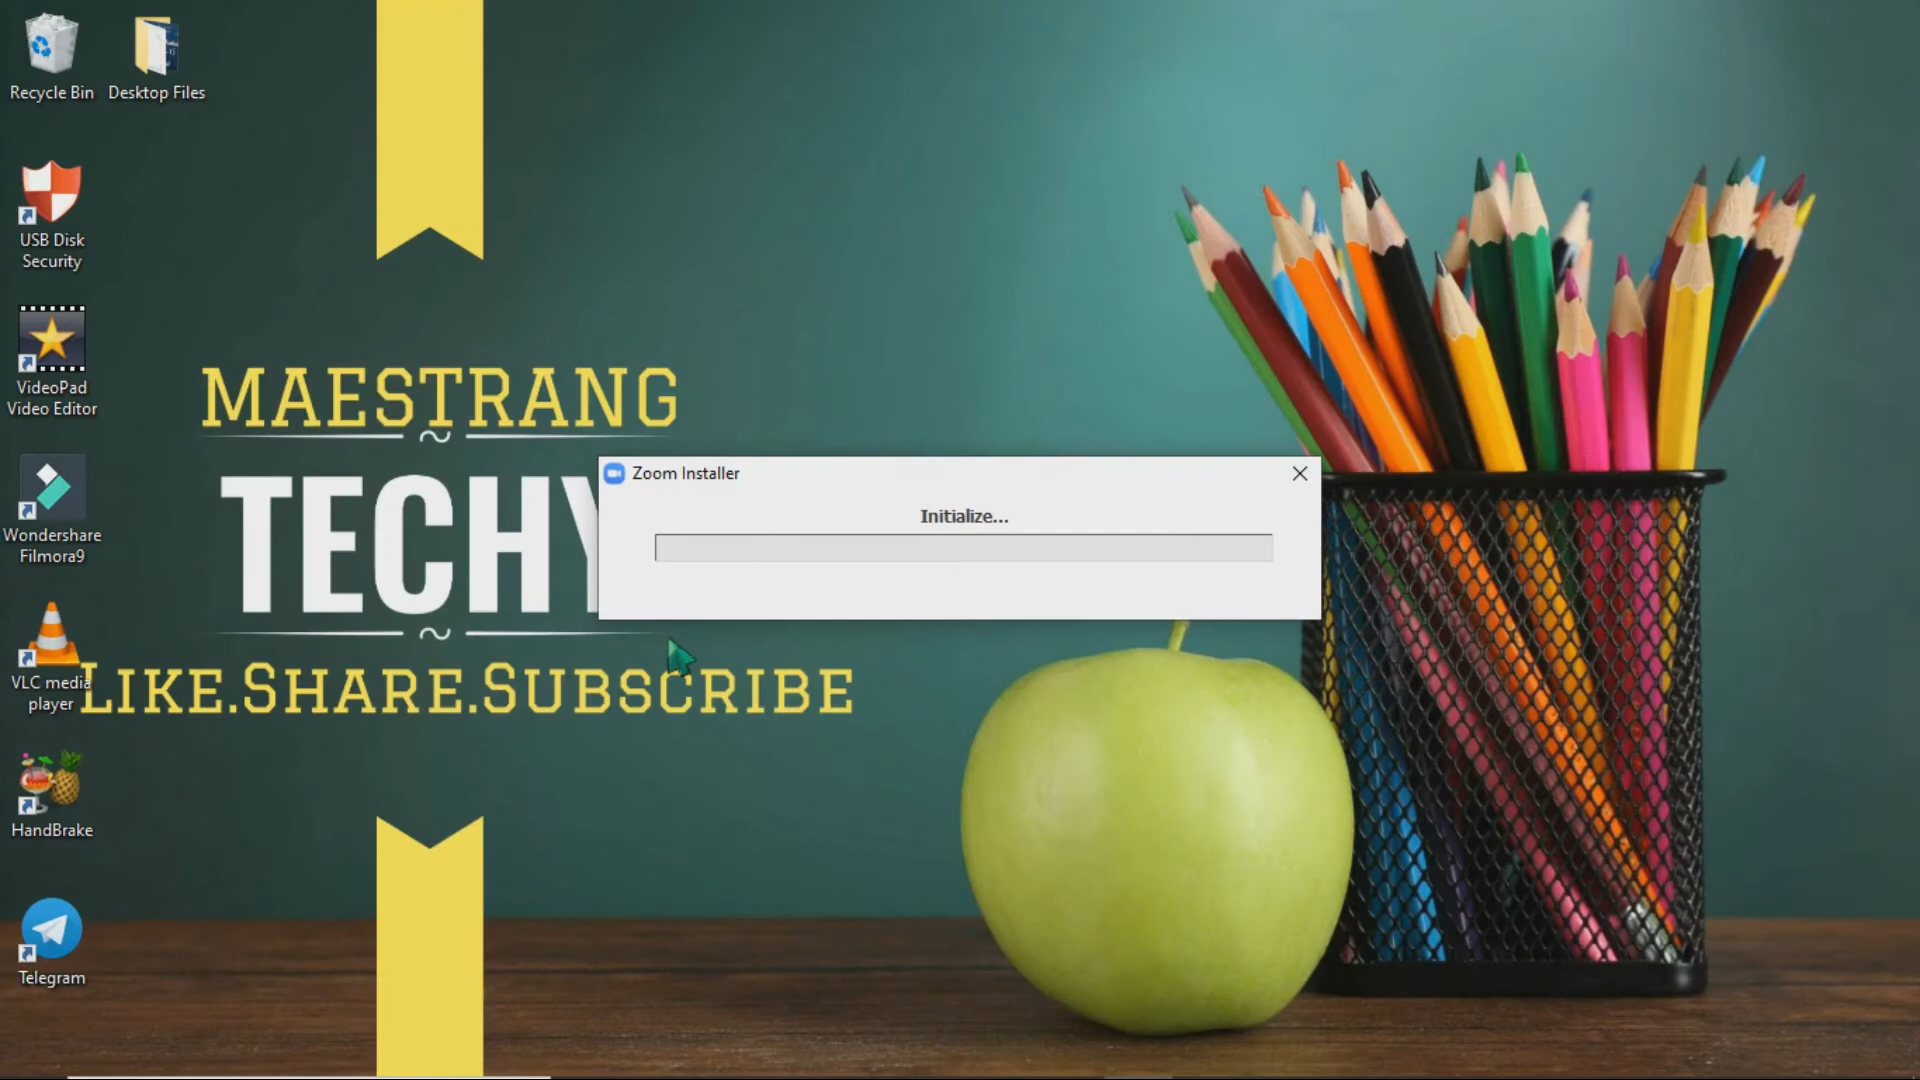 Recycle Bin
Desktop Files
USB Disk
Security
VideoPad
Video Editor
Wondershare
Filmora9
VLC media
player
HandBrake
Telegram
MAESTRANG
TECHY
LIKE.SHARE.SUBSCRIBE
Zoom Installer
Initialize...